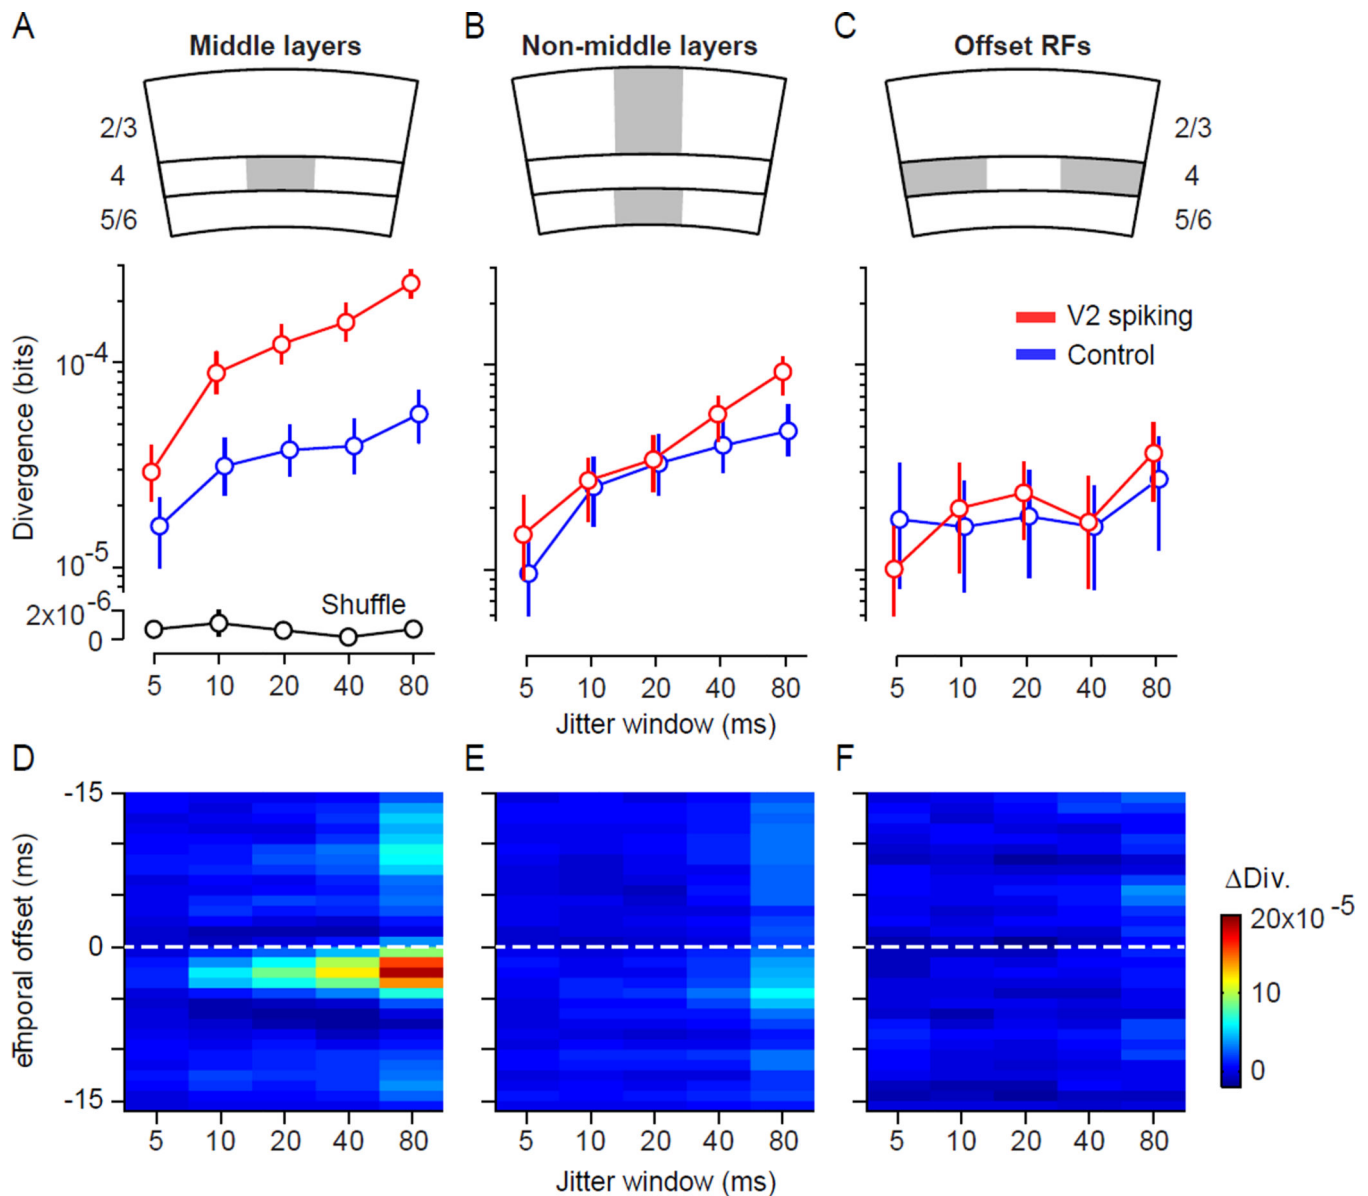 A
B
C
Middle layers
Non-middle layers
Offset RFs
2/3
4
5/6
2/3
4
5/6
Divergence (bits)
10-4
10-5
2x10-6
0
Shuffle
V2 spiking
Control
5 10 20 40 80
5 10 20 40 80
5 10 20 40 80
Jitter window (ms)
D
E
F
eTmporal offset (ms)
-15
0
-15
ΔDiv.
20x10-5
10
0
5 10 20 40 80
5 10 20 40 80
5 10 20 40 80
Jitter window (ms)